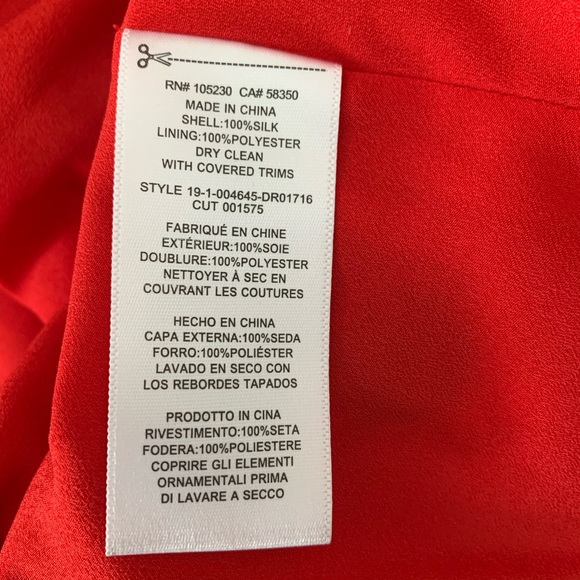 RN# 105230 CA# 58350
MADE IN CHINA
SHELL:100%SILK
LINING:100%POLYESTER
DRY CLEAN
WITH COVERED TRIMS
STYLE 19-1-004645-DR01716
CUT 001575
FABRIQUÉ EN CHINE
EXTÉRIEUR:100%SOIE
DOUBLURE:100%POLYESTER
NETTOYER À SEC EN
COUVRANT LES COUTURES
HECHO EN CHINA
CAPA EXTERNA:100%SEDA
FORRO:100%POLIÉSTER
LAVADO EN SECO CON
LOS REBORDES TAPADOS
PRODOTTO IN CINA
RIVESTIMENTO:100%SETA
FODERA:100%POLIESTERE
COPRIRE GLI ELEMENTI
ORNAMENTALI PRIMA
DI LAVARE A SECCO